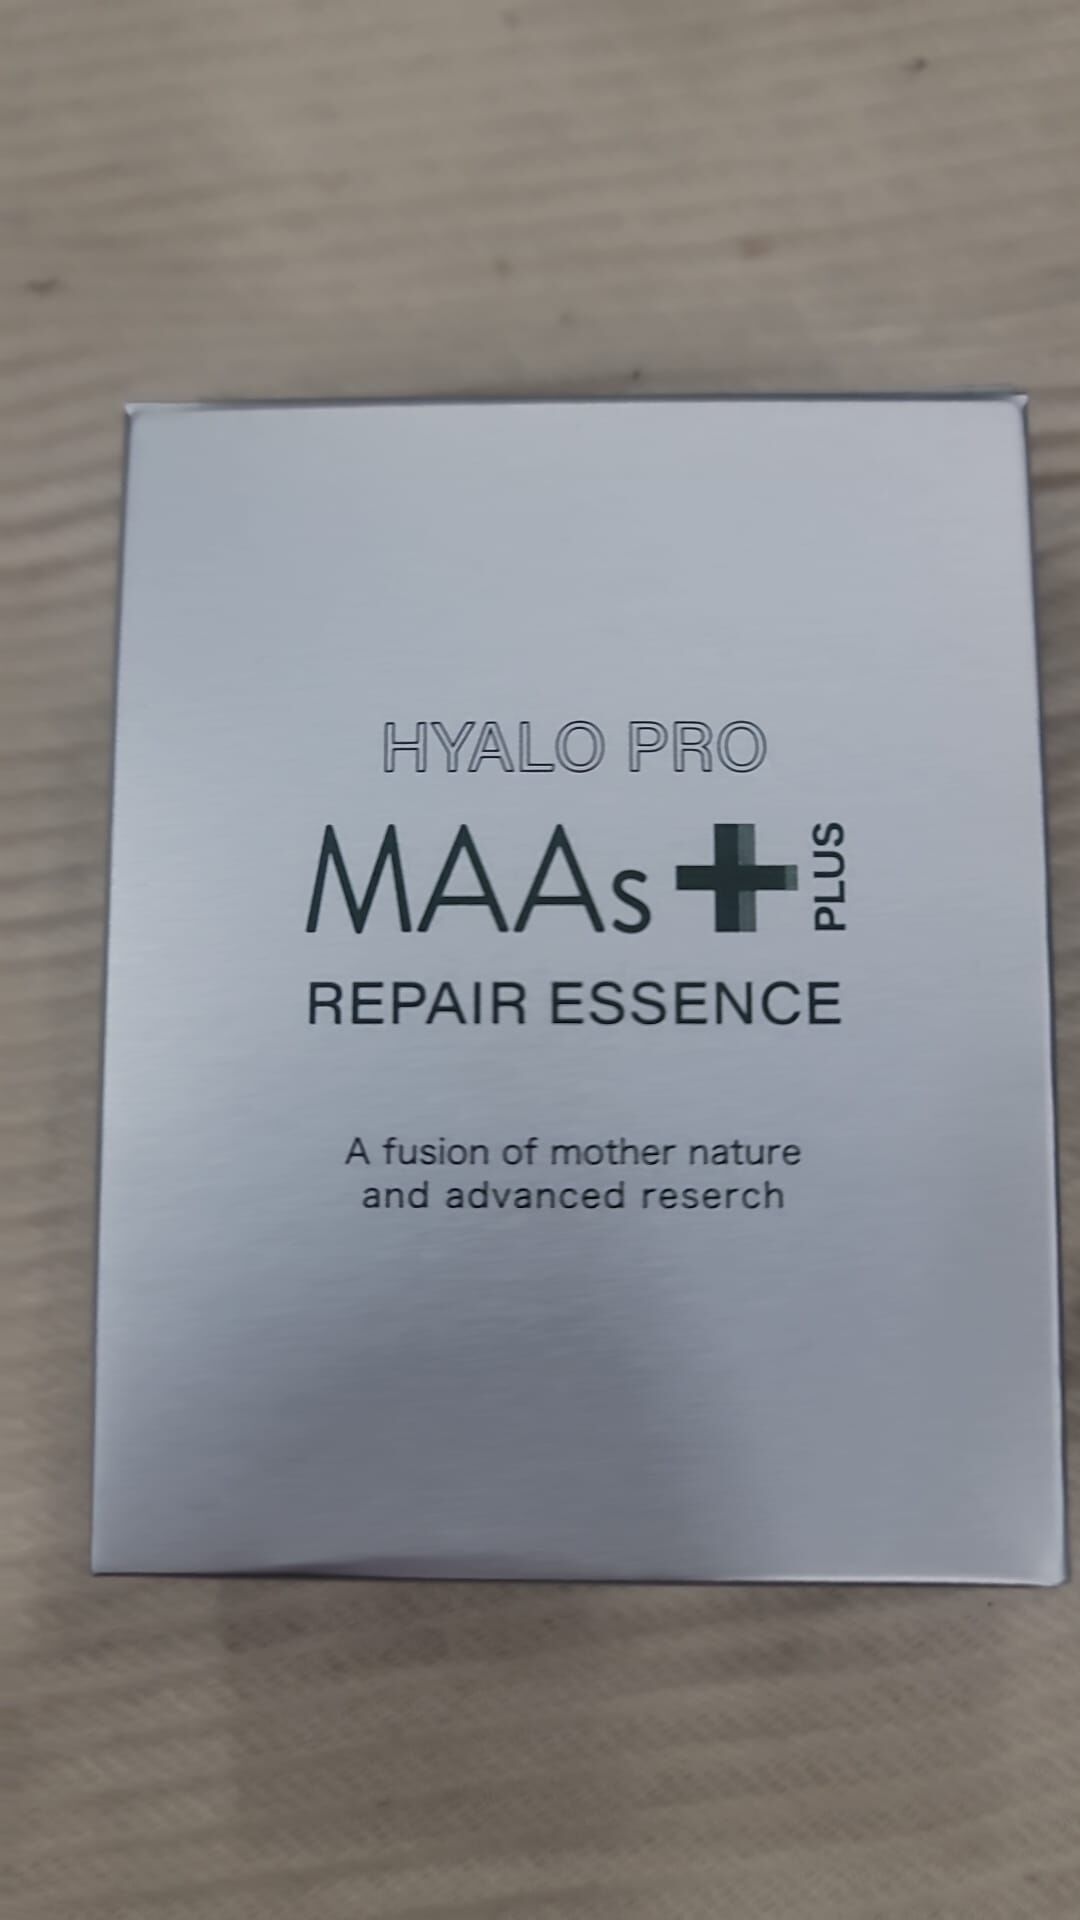 HYALO PRO
MAAs+ PLUS
REPAIR ESSENCE
A fusion of mother nature
and advanced reserch